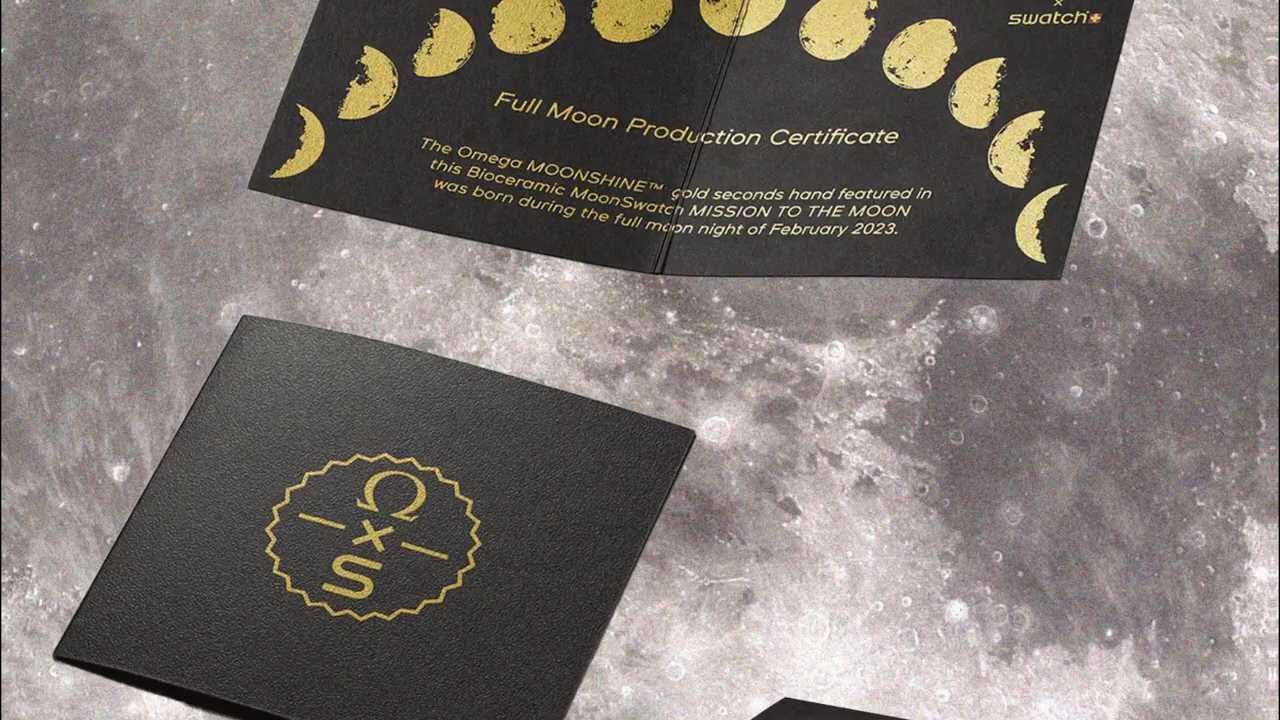 ×
swatch
Full Moon Production Certificate
The Omega MOONSHINE™ gold seconds hand featured in
this Bioceramic MoonSwatch MISSION TO THE MOON
was born during the full moon night of February 2023.
Ω
×
S